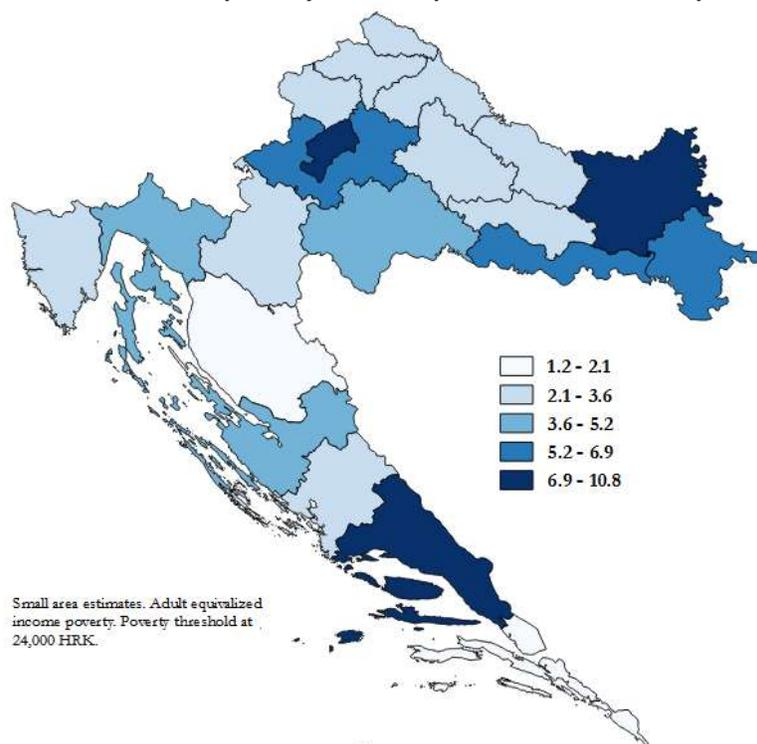 1.2 - 2.1
2.1 - 3.6
3.6 - 5.2
5.2 - 6.9
6.9 - 10.8
Small area estimates. Adult equivalized
income poverty. Poverty threshold at
24,000 HRK.